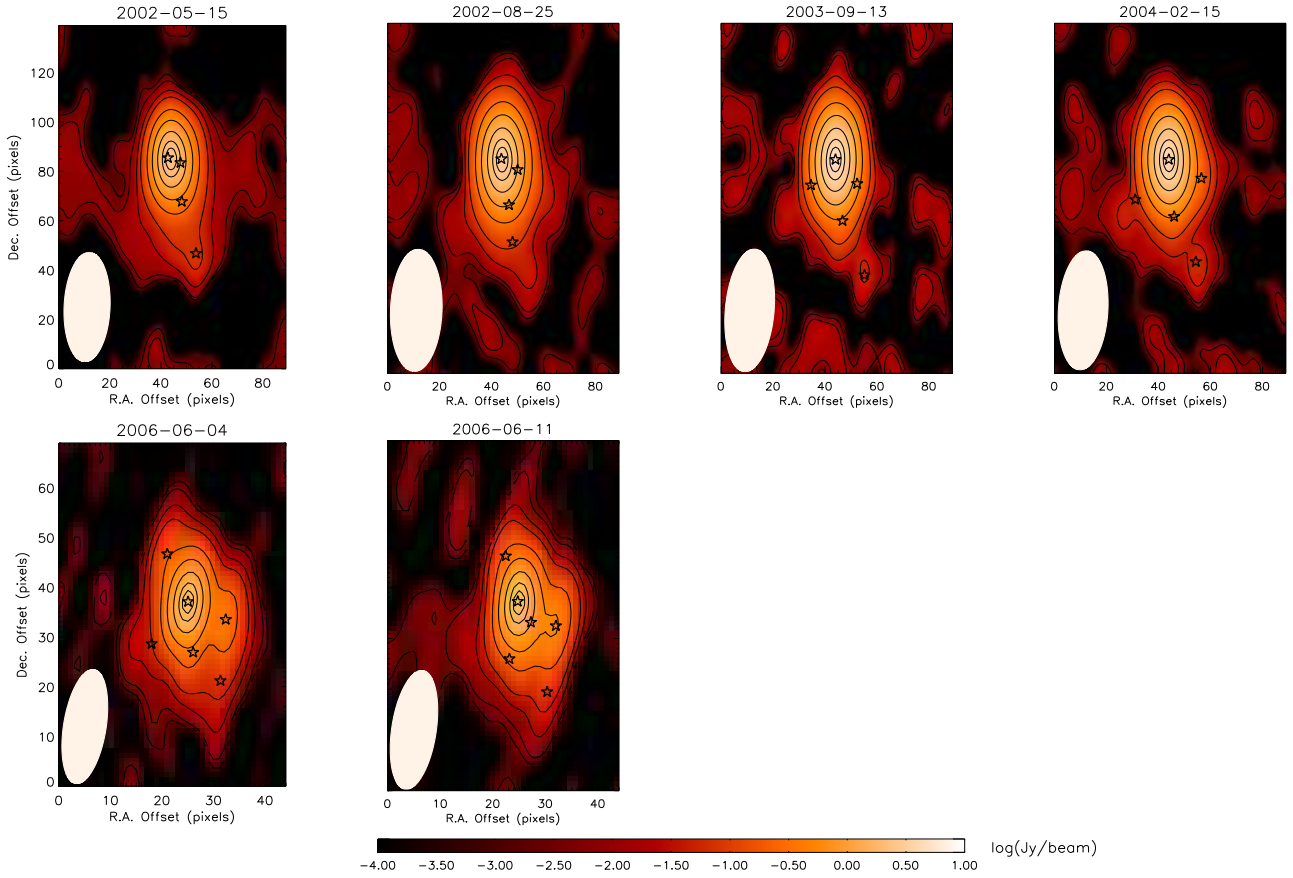 2002-05-15 2002-08-25 2003-09-13 2004-02-15
120
100
80
60
40
20
0
Dec. Offset (pixels)
0 20 40 60 80 0 20 40 60 80 0 20 40 60 80 0 20 40 60 80
R.A. Offset (pixels) R.A. Offset (pixels) R.A. Offset (pixels) R.A. Offset (pixels)
2006-06-04 2006-06-11
60
50
40
30
20
10
0
Dec. Offset (pixels)
0 10 20 30 40 0 10 20 30 40
R.A. Offset (pixels) R.A. Offset (pixels)
log(Jy/beam)
-4.00 -3.50 -3.00 -2.50 -2.00 -1.50 -1.00 -0.50 0.00 0.50 1.00